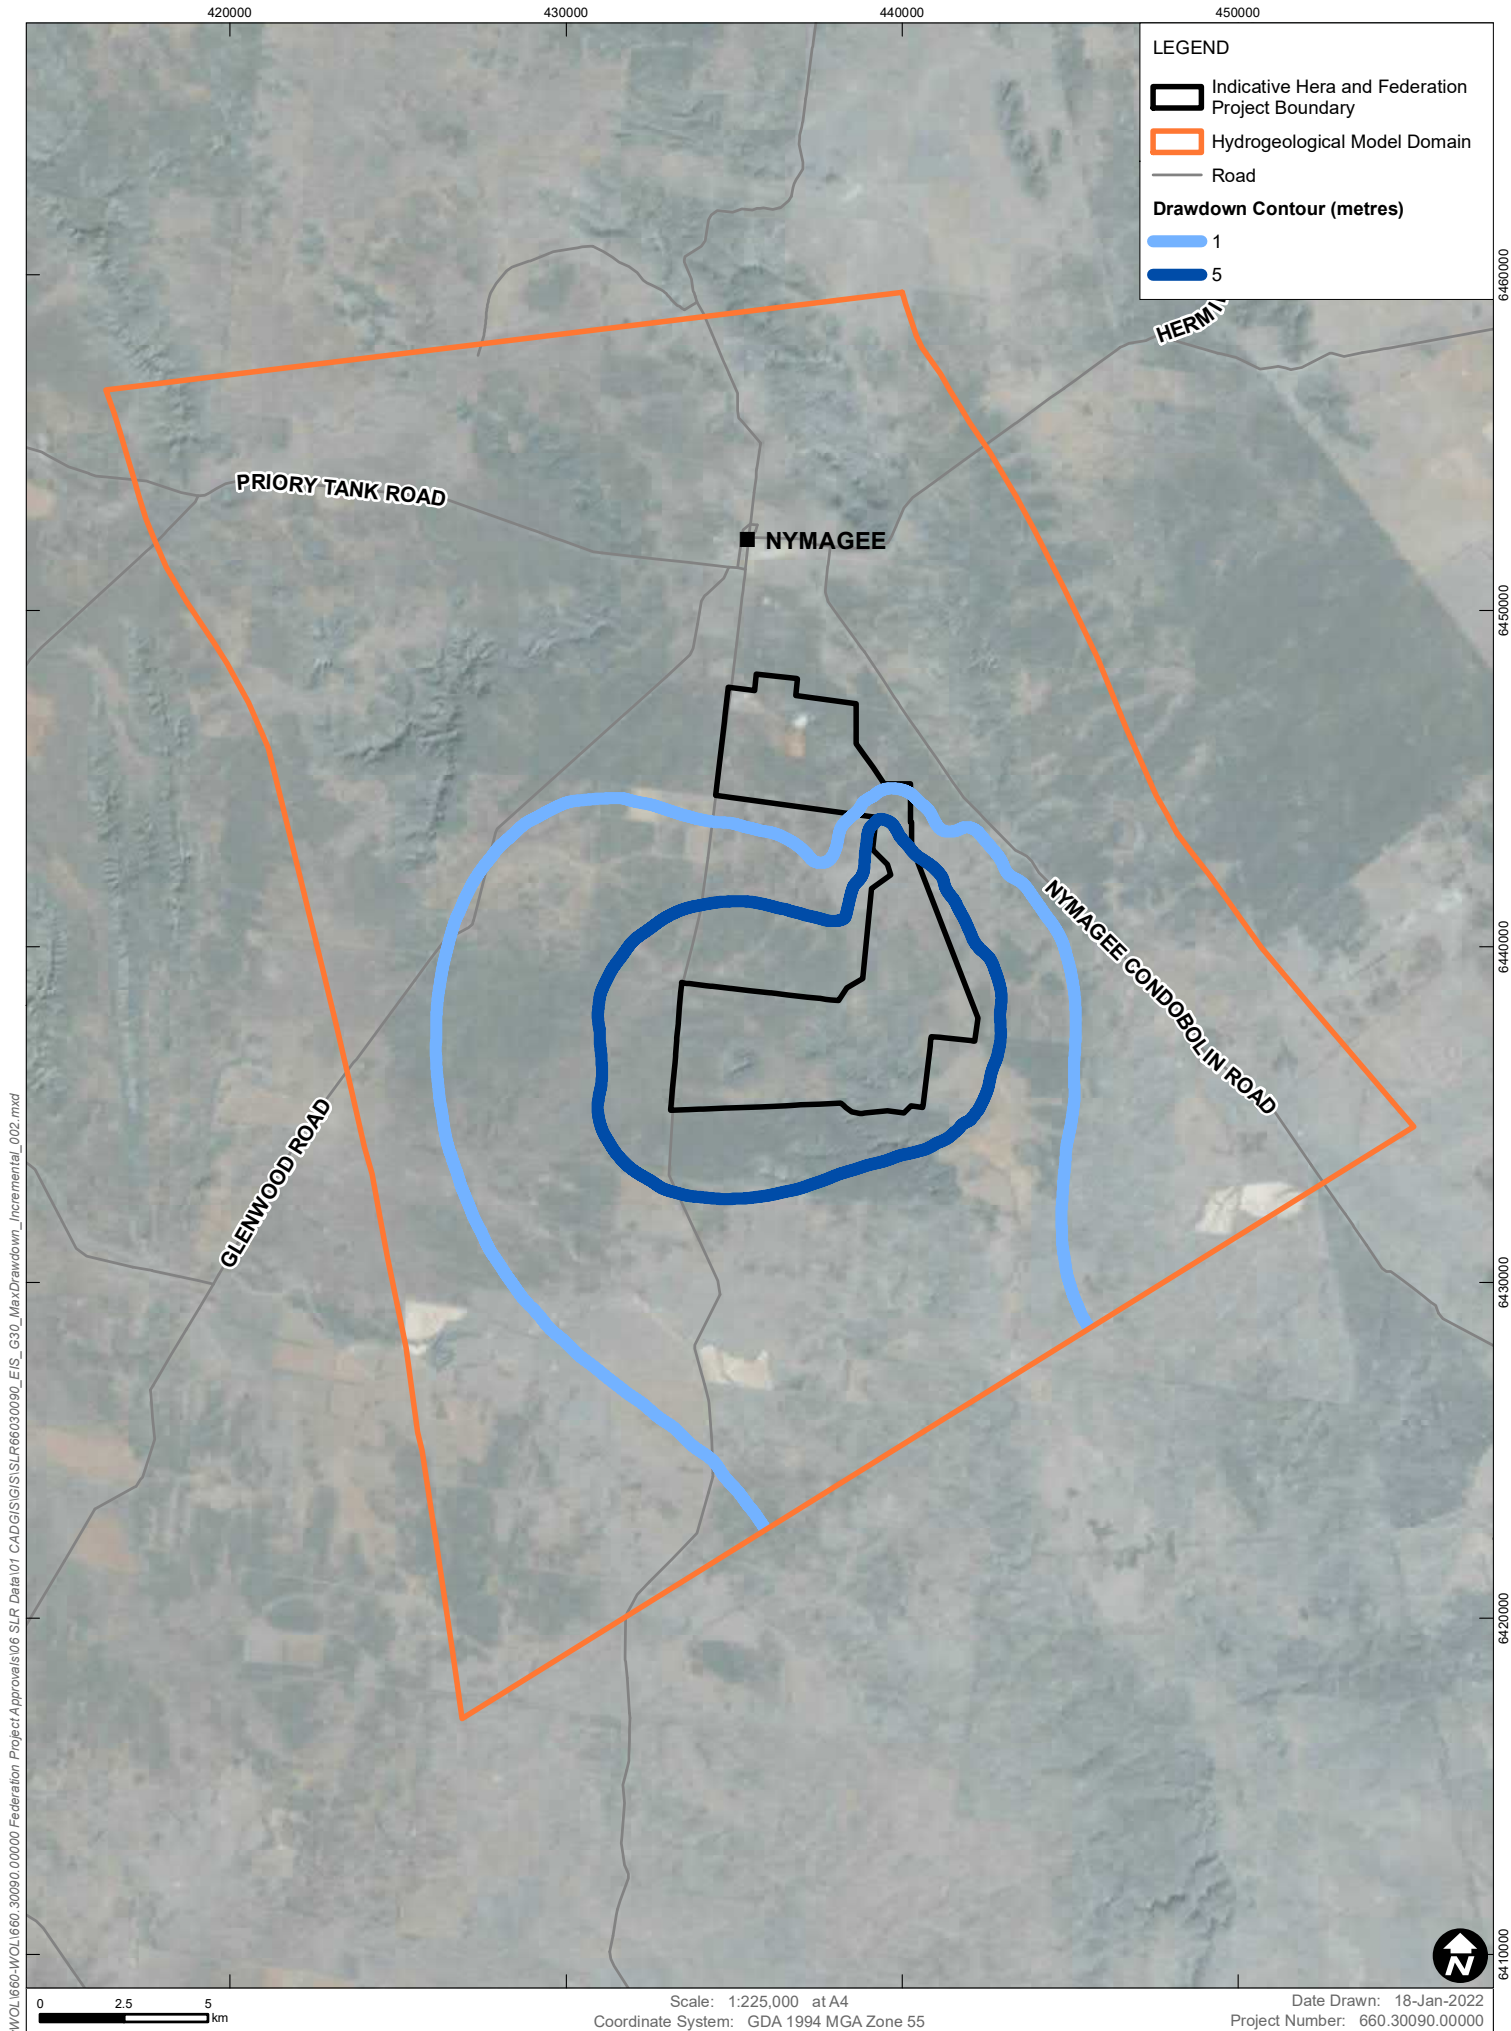 420000
430000
440000
450000
LEGEND
Indicative Hera and Federation
Project Boundary
Hydrogeological Model Domain
Road
Drawdown Contour (metres)
1
5
6460000
PRIORY TANK ROAD
NYMAGEE
6450000
NYMAGEE CONDOBOLIN ROAD
6440000
GLENWOOD ROAD
6430000
6420000
6410000
N
0 2.5 5
km
Scale: 1:225,000 at A4
Coordinate System: GDA 1994 MGA Zone 55
Date Drawn: 18-Jan-2022
Project Number: 660.30090.00000